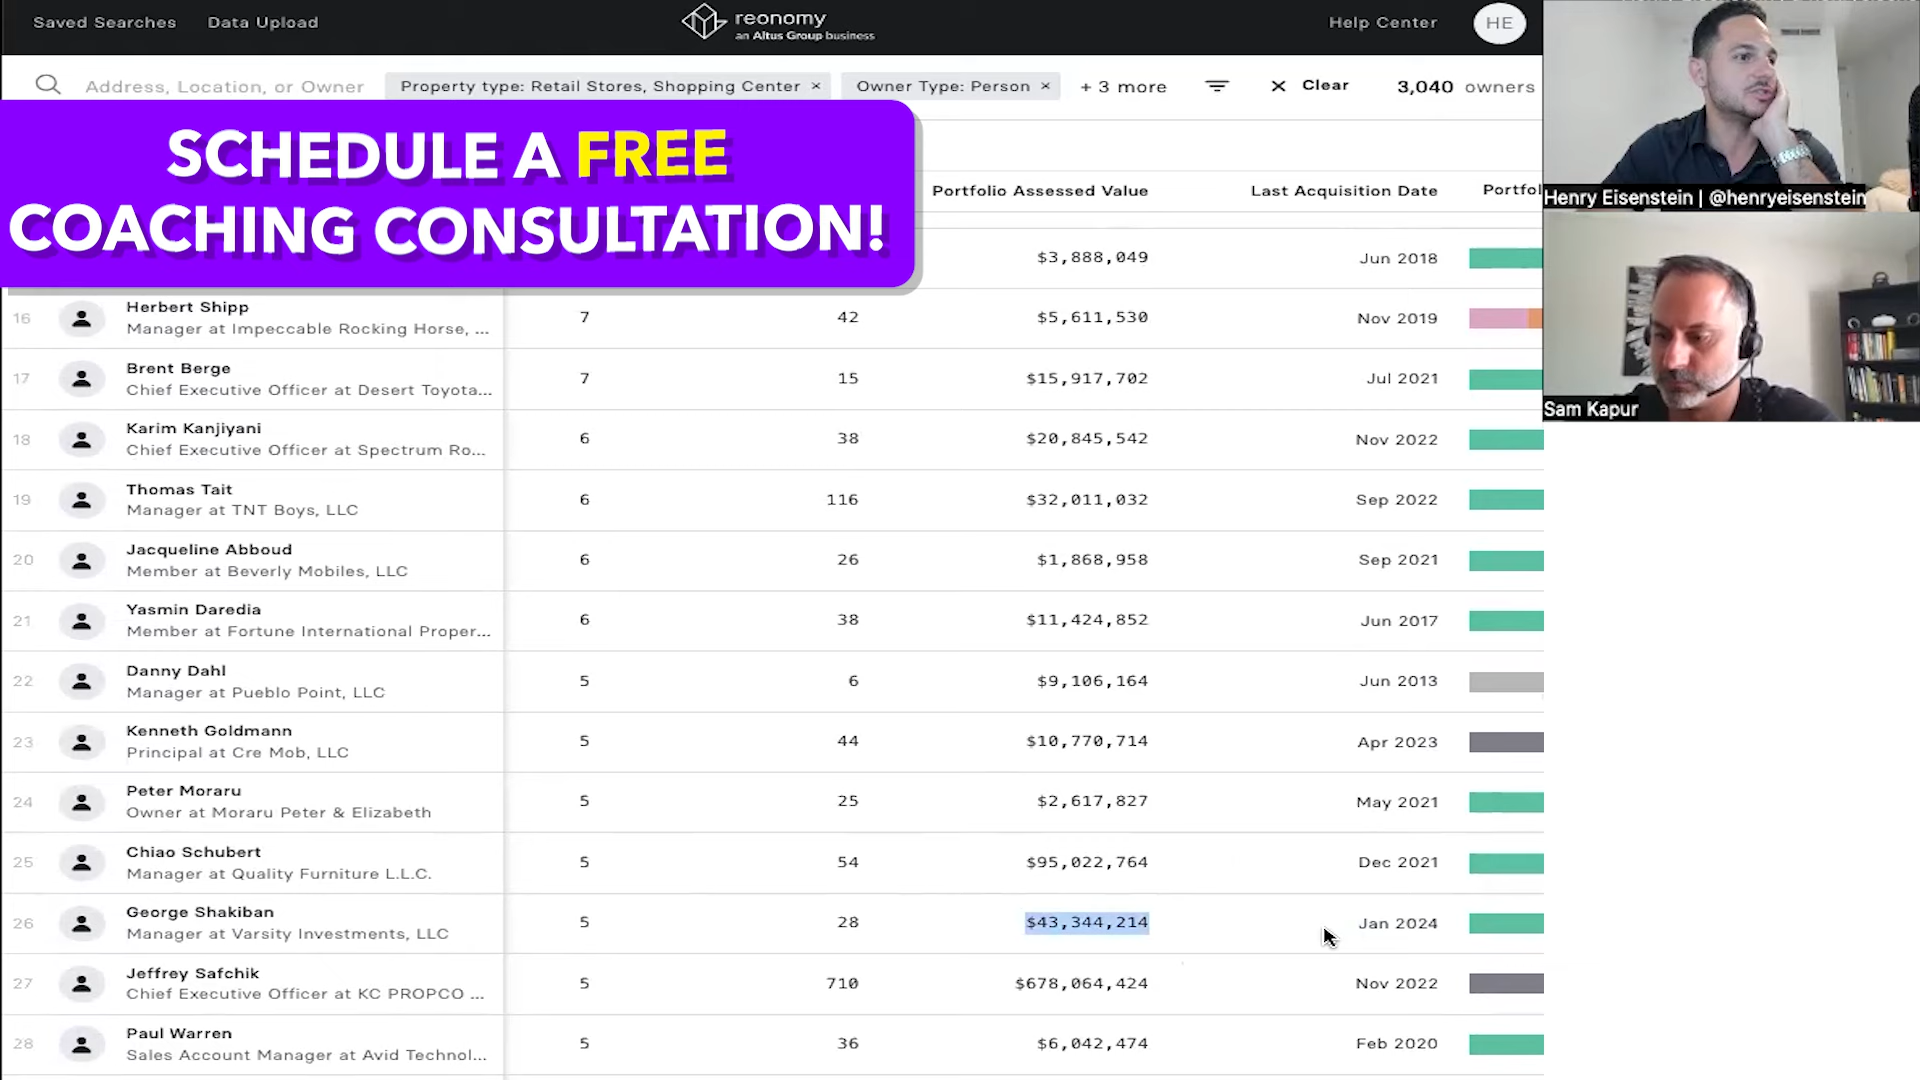 Saved Searches Data Upload reonomy Help Center HE
an Altus Group business
Address, Location, or Owner Property type: Retail Stores, Shopping Center × Owner Type: Person × + 3 more × Clear 3,040 owners
SCHEDULE A FREE
COACHING CONSULTATION!
Portfolio Assessed Value Last Acquisition Date Portfol
Henry Eisenstein | @henryeisenstein
$3,888,049 Jun 2018
16 Herbert Shipp 7 42 $5,611,530 Nov 2019
Manager at Impeccable Rocking Horse, ...
17 Brent Berge 7 15 $15,917,702 Jul 2021
Chief Executive Officer at Desert Toyota...
Sam Kapur
18 Karim Kanjiyani 6 38 $20,845,542 Nov 2022
Chief Executive Officer at Spectrum Ro...
19 Thomas Tait 6 116 $32,011,032 Sep 2022
Manager at TNT Boys, LLC
20 Jacqueline Abboud 6 26 $1,868,958 Sep 2021
Member at Beverly Mobiles, LLC
21 Yasmin Daredia 6 38 $11,424,852 Jun 2017
Member at Fortune International Proper...
22 Danny Dahl 5 6 $9,106,164 Jun 2013
Manager at Pueblo Point, LLC
23 Kenneth Goldmann 5 44 $10,770,714 Apr 2023
Principal at Cre Mob, LLC
24 Peter Moraru 5 25 $2,617,827 May 2021
Owner at Moraru Peter & Elizabeth
25 Chiao Schubert 5 54 $95,022,764 Dec 2021
Manager at Quality Furniture L.L.C.
26 George Shakiban 5 28 $43,344,214 Jan 2024
Manager at Varsity Investments, LLC
27 Jeffrey Safchik 5 710 $678,064,424 Nov 2022
Chief Executive Officer at KC PROPCO ...
28 Paul Warren 5 36 $6,042,474 Feb 2020
Sales Account Manager at Avid Technol...